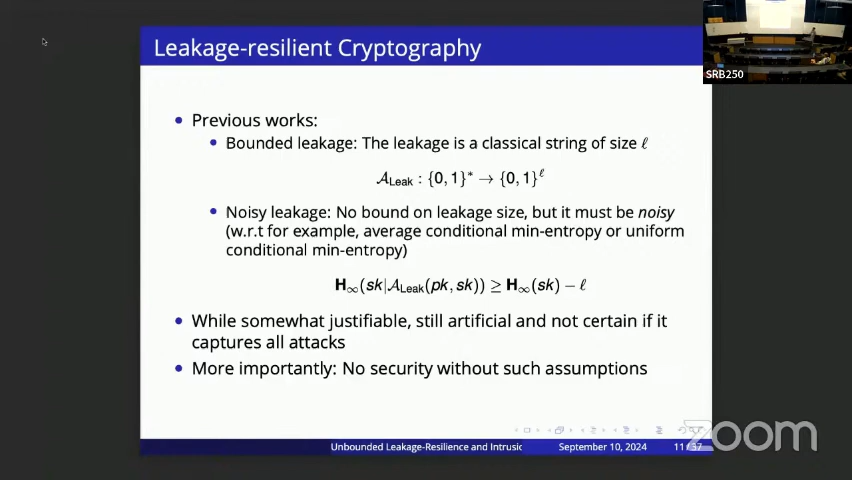 Leakage-resilient Cryptography
SRB250
• Previous works:
• Bounded leakage: The leakage is a classical string of size ℓ
𝒜Leak : {0, 1}* → {0, 1}^ℓ
• Noisy leakage: No bound on leakage size, but it must be noisy
(w.r.t for example, average conditional min-entropy or uniform
conditional min-entropy)
H∞(sk|𝒜Leak(pk, sk)) ≥ H∞(sk) − ℓ
• While somewhat justifiable, still artificial and not certain if it
captures all attacks
• More importantly: No security without such assumptions
Unbounded Leakage-Resilience and Intrusic September 10, 2024 11 / 37
zoom